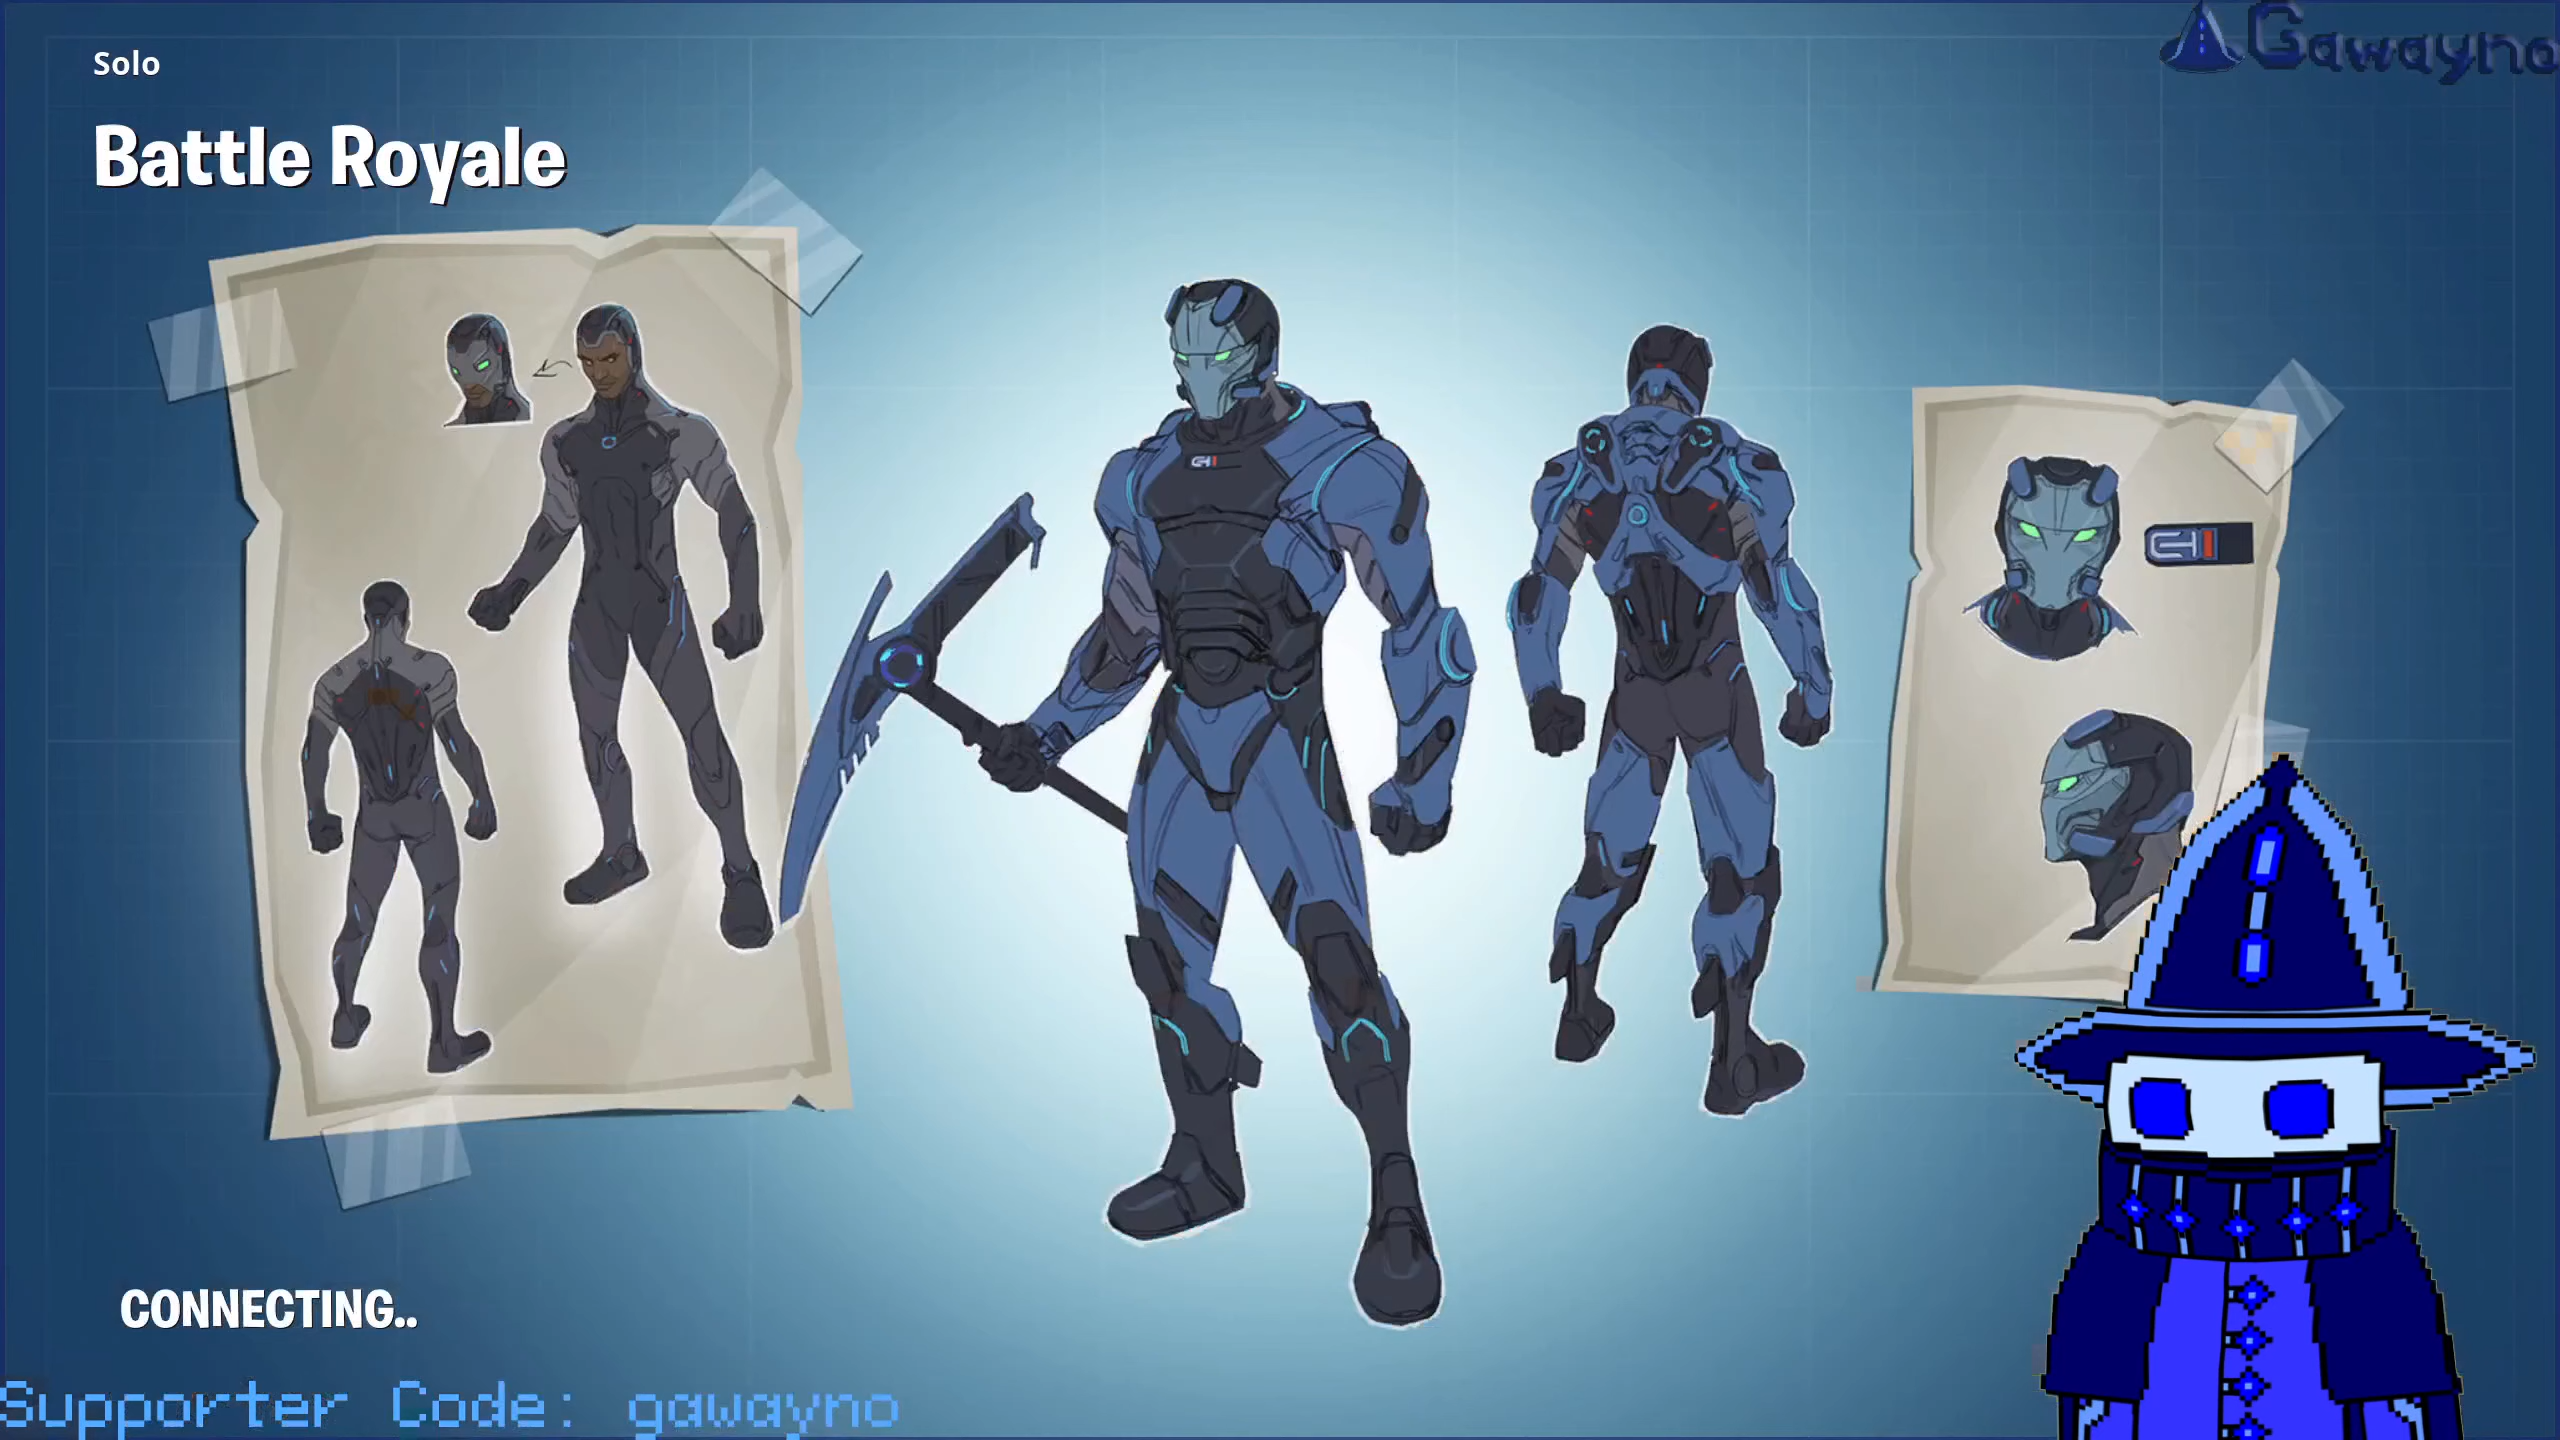 Solo
Gawayno
Battle Royale
CONNECTING..
Supporter Code: gawayno